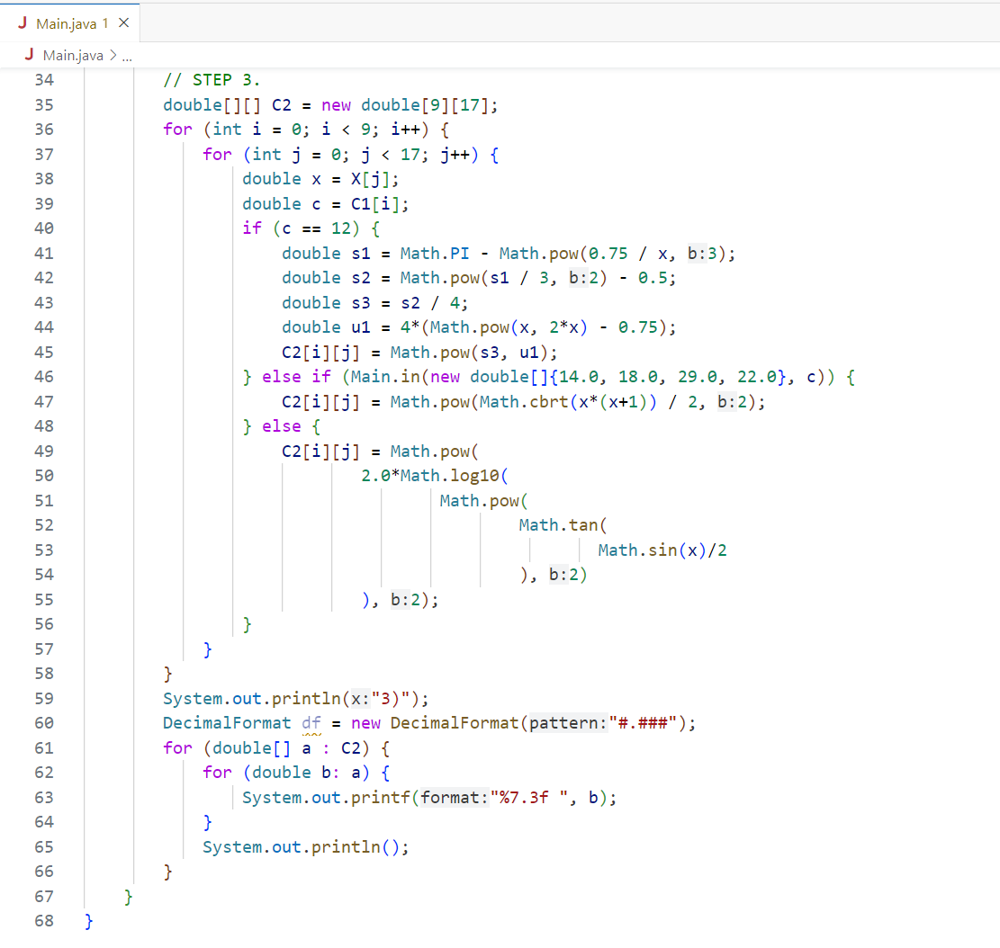 J Main.java 1 ×
J Main.java > ...
34 // STEP 3.
35 double[][] C2 = new double[9][17];
36 for (int i = 0; i < 9; i++) {
37 for (int j = 0; j < 17; j++) {
38 double x = X[j];
39 double c = C1[i];
40 if (c == 12) {
41 double s1 = Math.PI - Math.pow(0.75 / x, b:3);
42 double s2 = Math.pow(s1 / 3, b:2) - 0.5;
43 double s3 = s2 / 4;
44 double u1 = 4*(Math.pow(x, 2*x) - 0.75);
45 C2[i][j] = Math.pow(s3, u1);
46 } else if (Main.in(new double[]{14.0, 18.0, 29.0, 22.0}, c)) {
47 C2[i][j] = Math.pow(Math.cbrt(x*(x+1)) / 2, b:2);
48 } else {
49 C2[i][j] = Math.pow(
50 2.0*Math.log10(
51 Math.pow(
52 Math.tan(
53 Math.sin(x)/2
54 ), b:2)
55 ), b:2);
56 }
57 }
58 }
59 System.out.println(x:"3)");
60 DecimalFormat df = new DecimalFormat(pattern:"#.###");
61 for (double[] a : C2) {
62 for (double b: a) {
63 System.out.printf(format:"%7.3f ", b);
64 }
65 System.out.println();
66 }
67 }
68 }